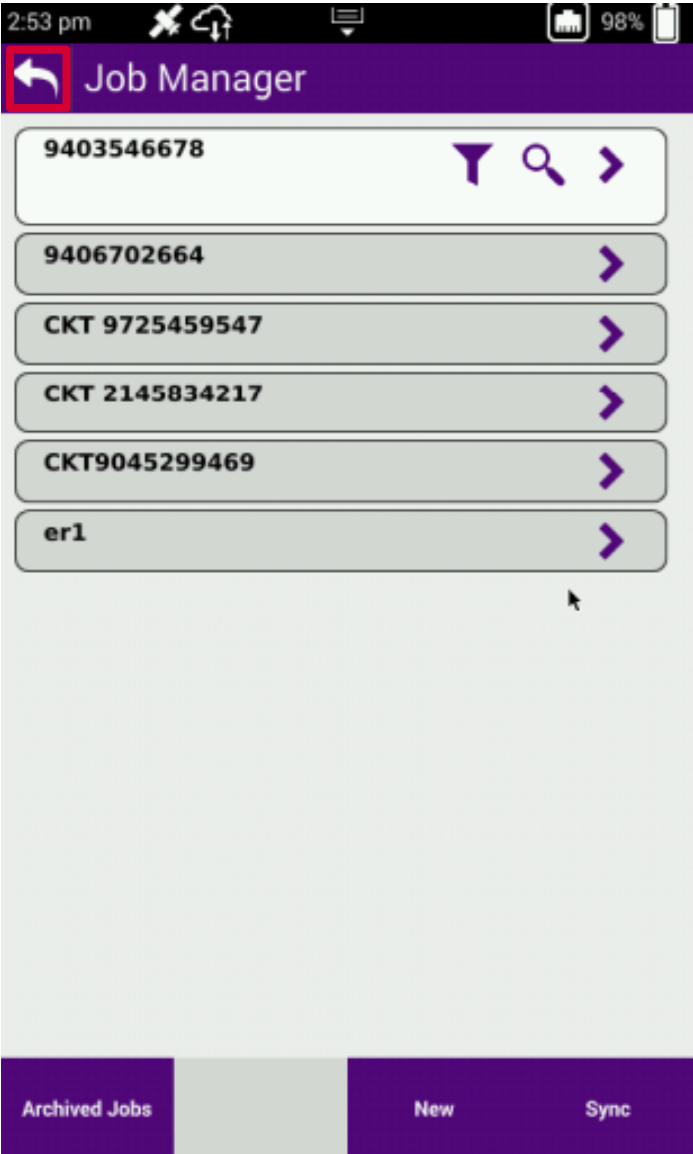 2:53 pm 98%
Job Manager
9403546678
9406702664
CKT 9725459547
CKT 2145834217
CKT9045299469
er1
Archived Jobs New Sync